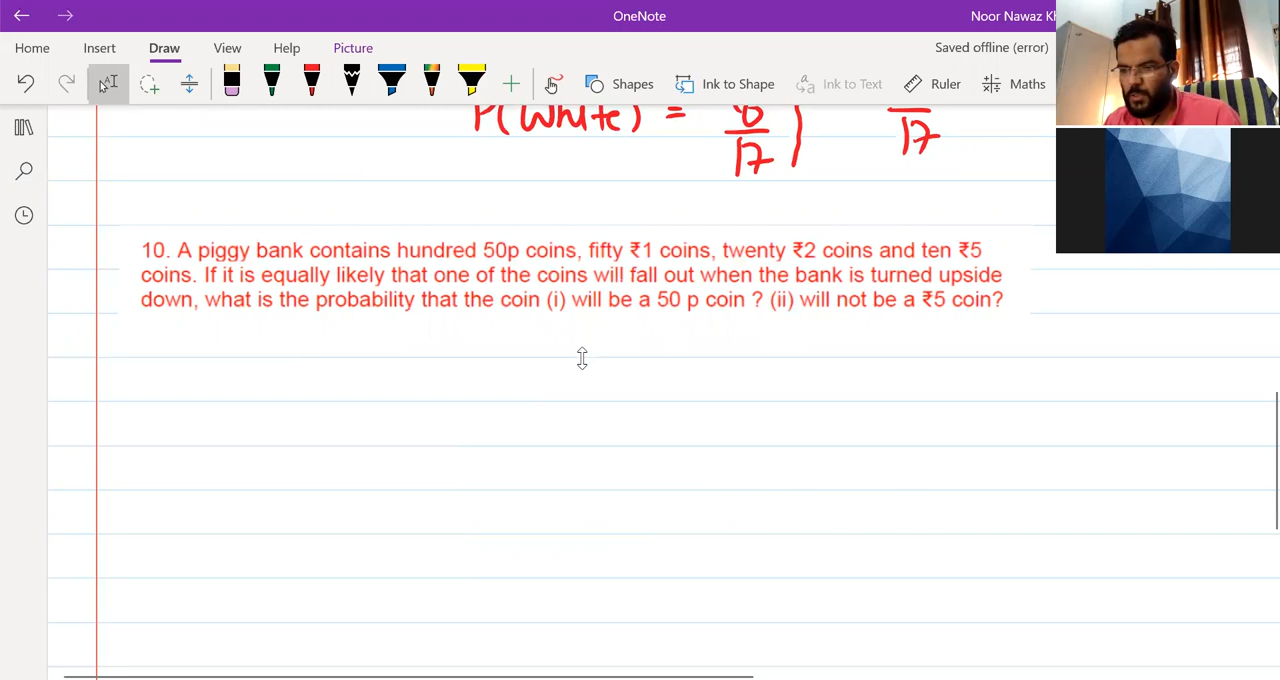 OneNote
Noor Nawaz Kh
Home Insert Draw View Help Picture
Saved offline (error)
Shapes Ink to Shape Ink to Text Ruler Maths
P(White) = 8/17
17
10. A piggy bank contains hundred 50p coins, fifty ₹1 coins, twenty ₹2 coins and ten ₹5
coins. If it is equally likely that one of the coins will fall out when the bank is turned upside
down, what is the probability that the coin (i) will be a 50 p coin ? (ii) will not be a ₹5 coin?